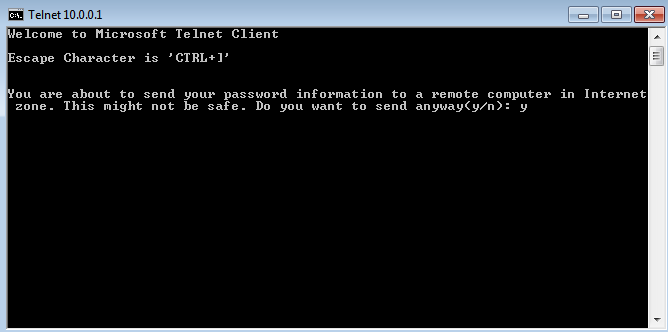 Telnet 10.0.0.1
Welcome to Microsoft Telnet Client
Escape Character is 'CTRL+]'
You are about to send your password information to a remote computer in Internet
zone. This might not be safe. Do you want to send anyway(y/n): y